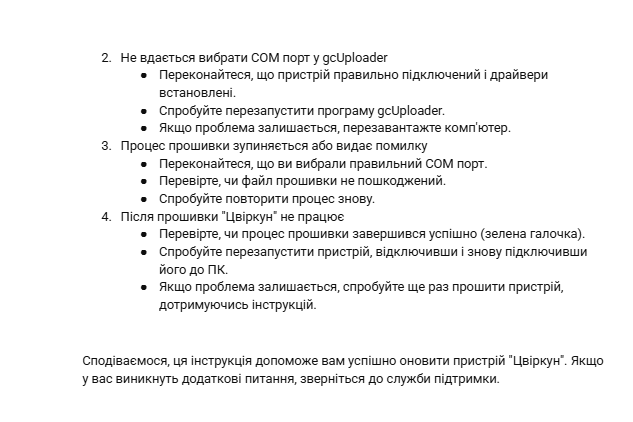 2. Не вдається вибрати COM порт у gcUploader
● Переконайтеся, що пристрій правильно підключений і драйвери
встановлені.
● Спробуйте перезапустити програму gcUploader.
● Якщо проблема залишається, перезавантажте комп'ютер.
3. Процес прошивки зупиняється або видає помилку
● Переконайтеся, що ви вибрали правильний COM порт.
● Перевірте, чи файл прошивки не пошкоджений.
● Спробуйте повторити процес знову.
4. Після прошивки "Цвіркун" не працює
● Перевірте, чи процес прошивки завершився успішно (зелена галочка).
● Спробуйте перезапустити пристрій, відключивши і знову підключивши
його до ПК.
● Якщо проблема залишається, спробуйте ще раз прошити пристрій,
дотримуючись інструкцій.
Сподіваємося, ця інструкція допоможе вам успішно оновити пристрій "Цвіркун". Якщо
у вас виникнуть додаткові питання, зверніться до служби підтримки.